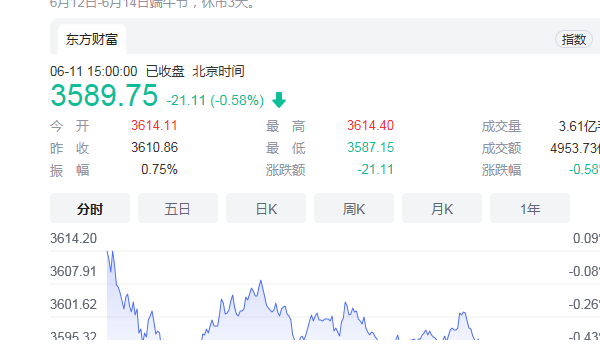 6月12日-6月14日端午节，休市3天。
东方财富 指数
06-11 15:00:00 已收盘 北京时间
3589.75 -21.11 (-0.58%)
今 开 3614.11 最 高 3614.40 成交量 3.61亿
昨 收 3610.86 最 低 3587.15 成交额 4953.73
振 幅 0.75% 涨跌额 -21.11 涨跌幅 -0.58
分时 五日 日K 周K 月K 1年
3614.20 0.09
3607.91 -0.08
3601.62 -0.26
3595.32 -0.43